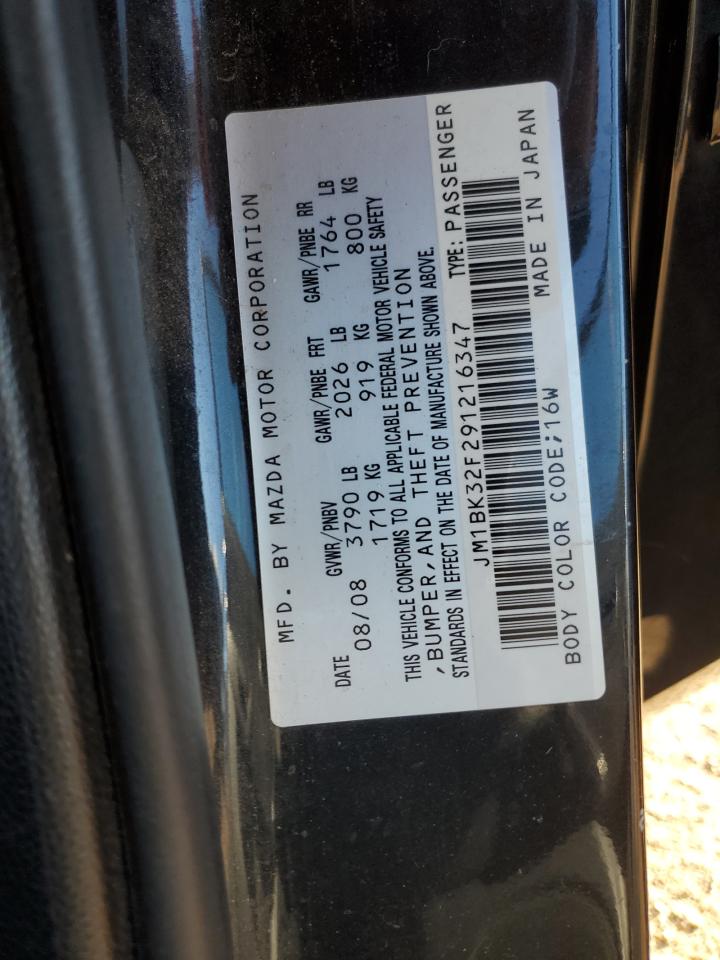 MFD. BY MAZDA MOTOR CORPORATION
DATE GVWR/PNBV GAWR/PNBE FRT GAWR/PNBE RR
08/08 3790 LB 2026 LB 1764 LB
1719 KG 919 KG 800 KG
THIS VEHICLE CONFORMS TO ALL APPLICABLE FEDERAL MOTOR VEHICLE SAFETY
,BUMPER,AND THEFT PREVENTION
STANDARDS IN EFFECT ON THE DATE OF MANUFACTURE SHOWN ABOVE.
JM1BK32F291216347 TYPE: PASSENGER
BODY COLOR CODE;16W MADE IN JAPAN